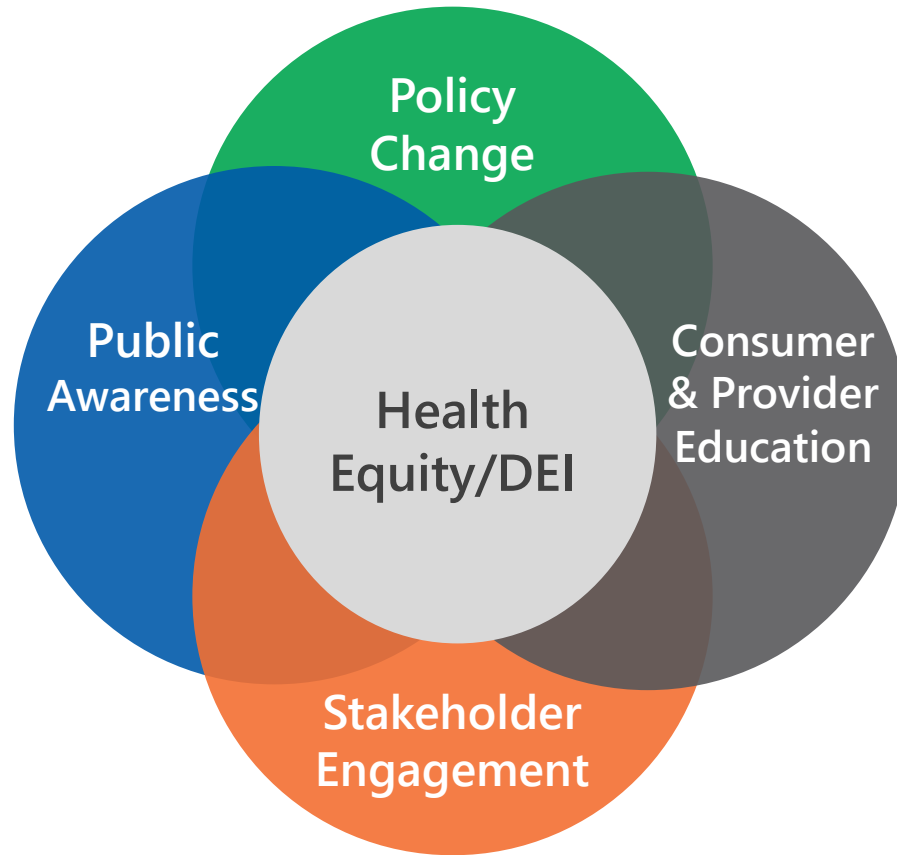 Policy
Change
Public
Awareness
Consumer
& Provider
Education
Health
Equity/DEI
Stakeholder
Engagement